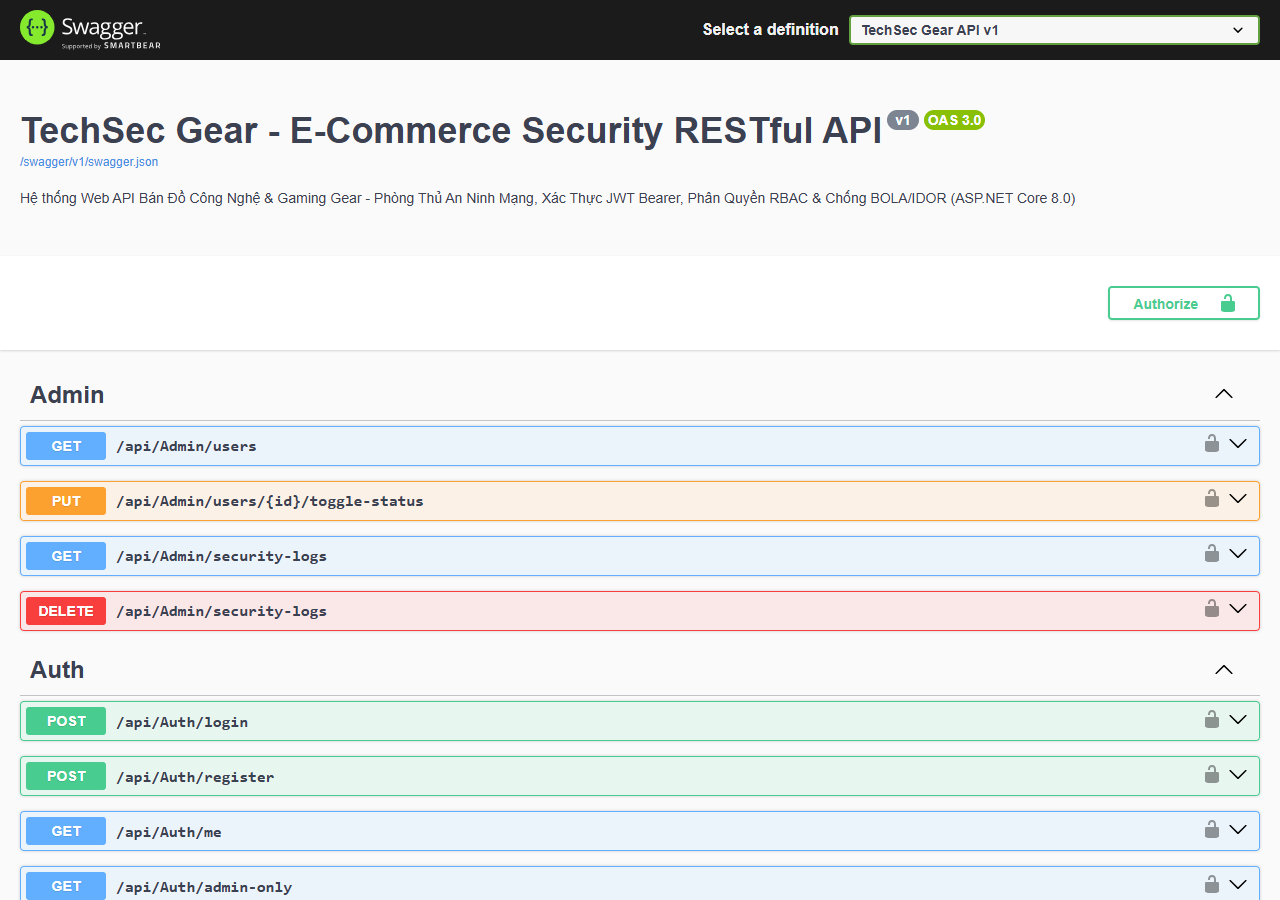 Swagger
Supported by SMARTBEAR
Select a definition
TechSec Gear API v1
TechSec Gear - E-Commerce Security RESTful API v1 OAS 3.0
/swagger/v1/swagger.json
Hệ thống Web API Bán Đồ Công Nghệ & Gaming Gear - Phòng Thủ An Ninh Mạng, Xác Thực JWT Bearer, Phân Quyền RBAC & Chống BOLA/IDOR (ASP.NET Core 8.0)
Authorize
Admin
GET /api/Admin/users
PUT /api/Admin/users/{id}/toggle-status
GET /api/Admin/security-logs
DELETE /api/Admin/security-logs
Auth
POST /api/Auth/login
POST /api/Auth/register
GET /api/Auth/me
GET /api/Auth/admin-only